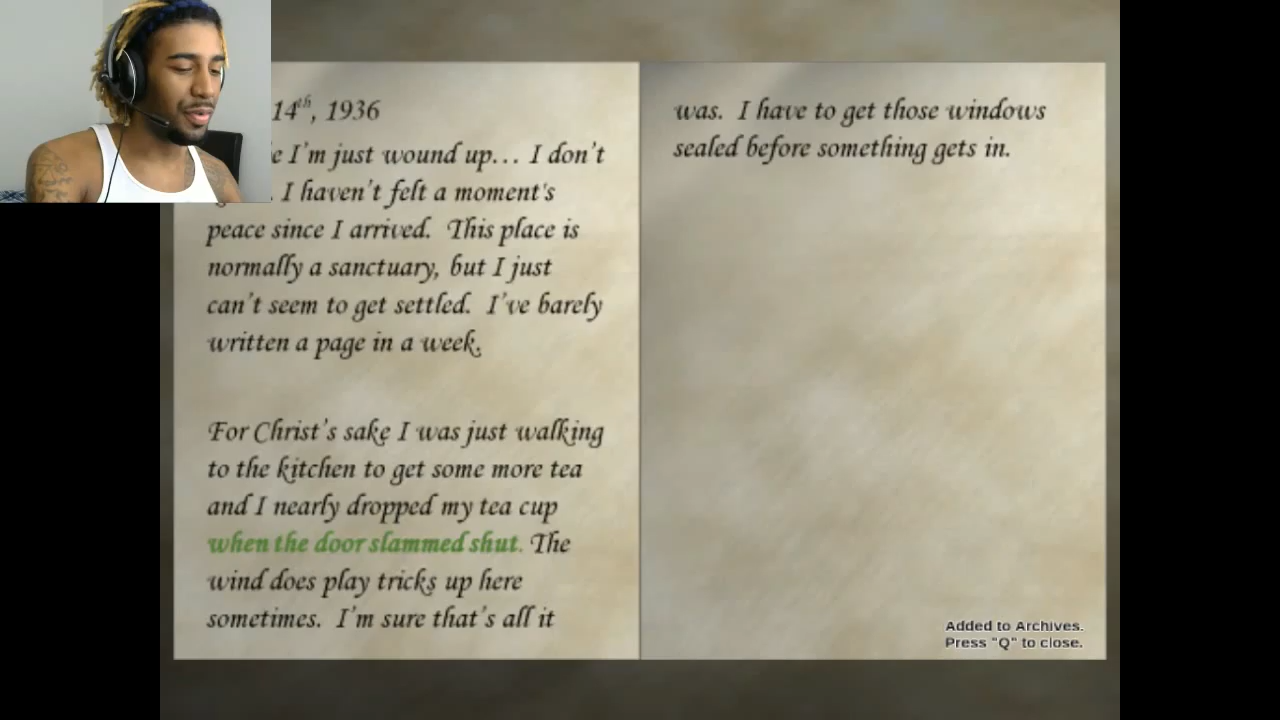 14th, 1936
I'm just wound up... I don't
I haven't felt a moment's
peace since I arrived. This place is
normally a sanctuary, but I just
can't seem to get settled. I've barely
written a page in a week.
For Christ's sake I was just walking
to the kitchen to get some more tea
and I nearly dropped my tea cup
when the door slammed shut. The
wind does play tricks up here
sometimes. I'm sure that's all it
was. I have to get those windows
sealed before something gets in.
Added to Archives.
Press "Q" to close.